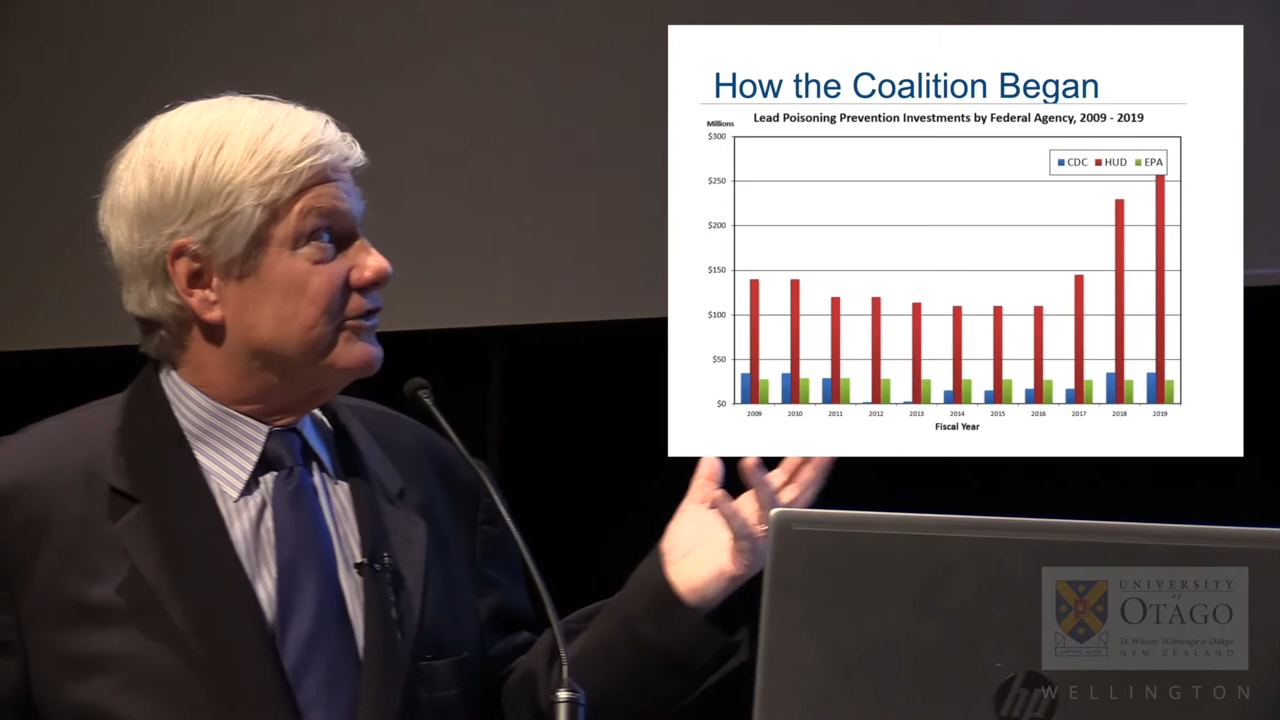 How the Coalition Began
Lead Poisoning Prevention Investments by Federal Agency, 2009 - 2019
Millions
$300
CDC HUD EPA
$250
$200
$150
$100
$50
$0
2009 2010 2011 2012 2013 2014 2015 2016 2017 2018 2019
Fiscal Year
UNIVERSITY
of
OTAGO
Te Whare Wānanga o Otāgo
NEW ZEALAND
hp
WELLINGTON